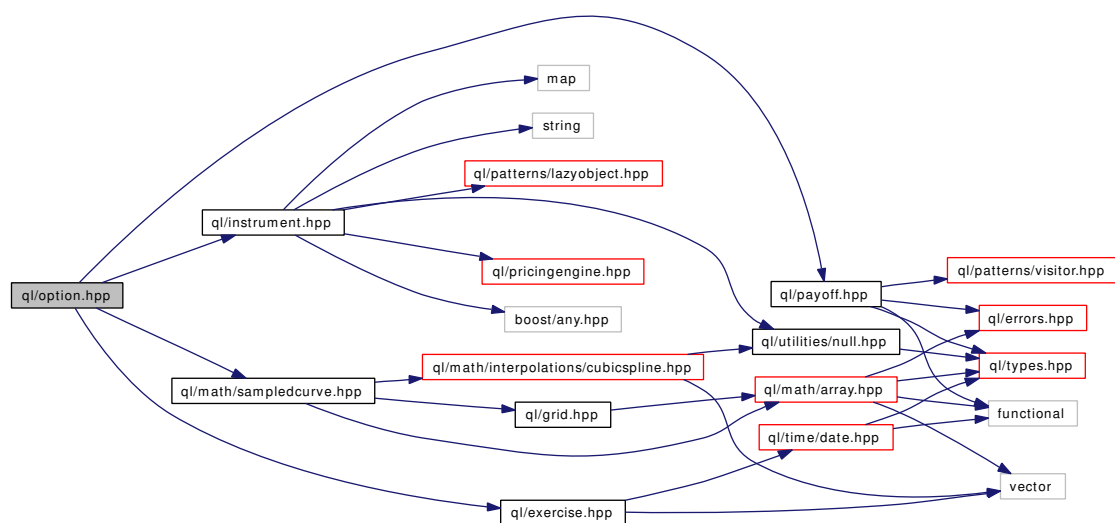 map
string
ql/patterns/lazyobject.hpp
ql/instrument.hpp
ql/pricingengine.hpp
ql/patterns/visitor.hpp
ql/option.hpp
ql/payoff.hpp
boost/any.hpp
ql/errors.hpp
ql/utilities/null.hpp
ql/math/interpolations/cubicspline.hpp
ql/types.hpp
ql/math/sampledcurve.hpp
ql/math/array.hpp
ql/grid.hpp
functional
ql/time/date.hpp
vector
ql/exercise.hpp